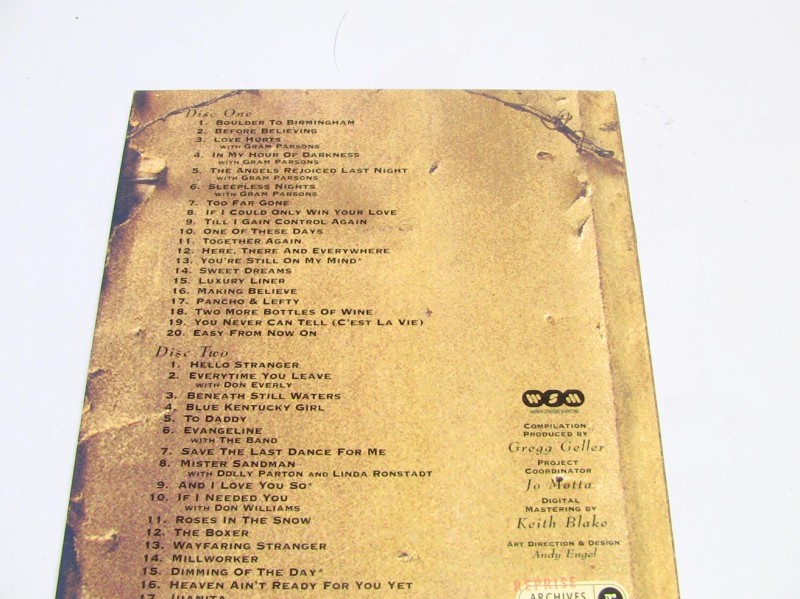 Disc One
1. Boulder To Birmingham
2. Before Believing
3. Love Hurts
with Gram Parsons
4. In My Hour Of Darkness
with Gram Parsons
5. The Angels Rejoiced Last Night
with Gram Parsons
6. Sleepless Nights
with Gram Parsons
7. Too Far Gone
8. If I Could Only Win Your Love
9. Till I Gain Control Again
10. One Of These Days
11. Together Again
12. Here, There And Everywhere
13. You're Still On My Mind*
14. Sweet Dreams
15. Luxury Liner
16. Making Believe
17. Pancho & Lefty
18. Two More Bottles Of Wine
19. You Never Can Tell (C'est La Vie)
20. Easy From Now On
Disc Two
1. Hello Stranger
2. Everytime You Leave
with Don Everly
3. Beneath Still Waters
4. Blue Kentucky Girl
5. To Daddy
6. Evangeline
with The Band
7. Save The Last Dance For Me
8. Mister Sandman
with Dolly Parton and Linda Ronstadt
9. And I Love You So*
10. If I Needed You
with Don Williams
11. Roses In The Snow
12. The Boxer
13. Wayfaring Stranger
14. Millworker
15. Dimming Of The Day*
16. Heaven Ain't Ready For You Yet
17. Juanita
WSM
Compilation
Produced by
Gregg Geller
Project
Coordinator
Jo Motta
Digital
Mastering by
Keith Blake
Art Direction & Design
Andy Engel
REPRISE
ARCHIVES